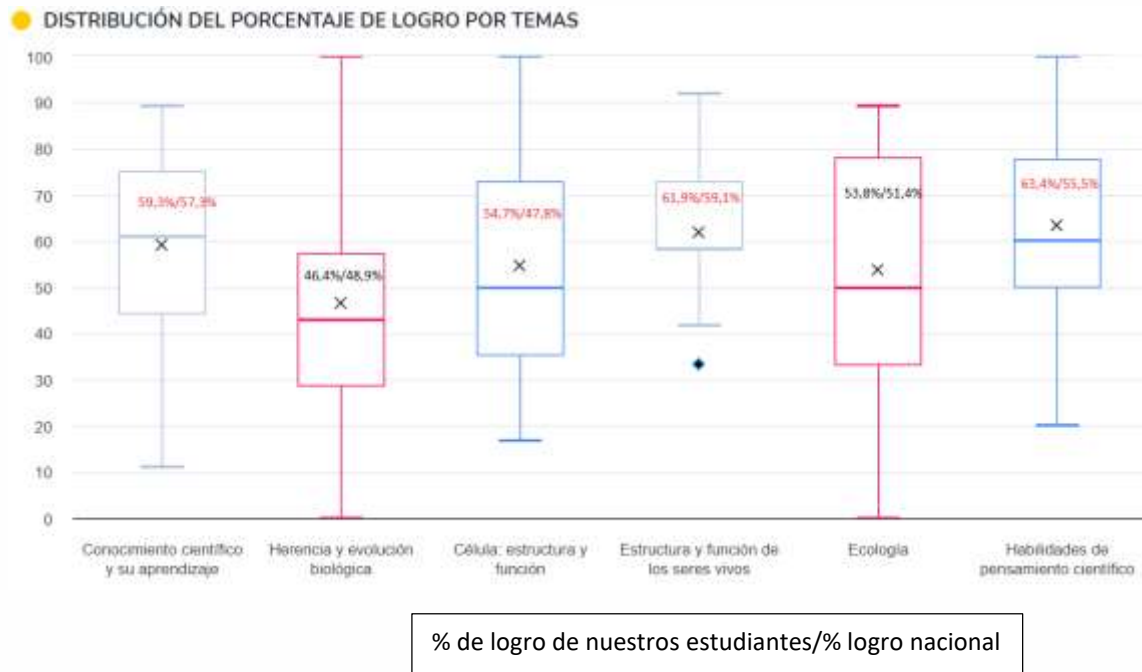 DISTRIBUCIÓN DEL PORCENTAJE DE LOGRO POR TEMAS
100
90
80
70
60
50
40
30
20
10
0
59,3%/57,3%
46,4%/48,9%
54,7%/47,8%
61,9%/59,1%
53,8%/51,4%
63,4%/55,5%
Conocimiento científico
y su aprendizaje
Herencia y evolución
biológica
Célula: estructura y
función
Estructura y función de
los seres vivos
Ecología
Habilidades de
pensamiento científico
% de logro de nuestros estudiantes/% logro nacional